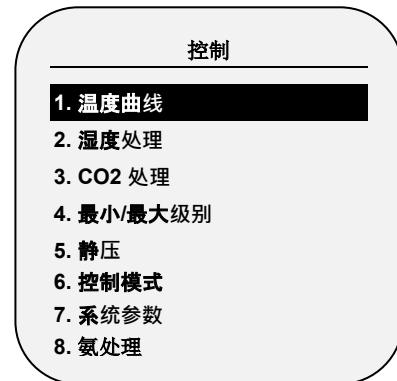 控制
1. 温度曲线
2. 湿度处理
3. CO2 处理
4. 最小/最大级别
5. 静压
6. 控制模式
7. 系统参数
8. 氨处理